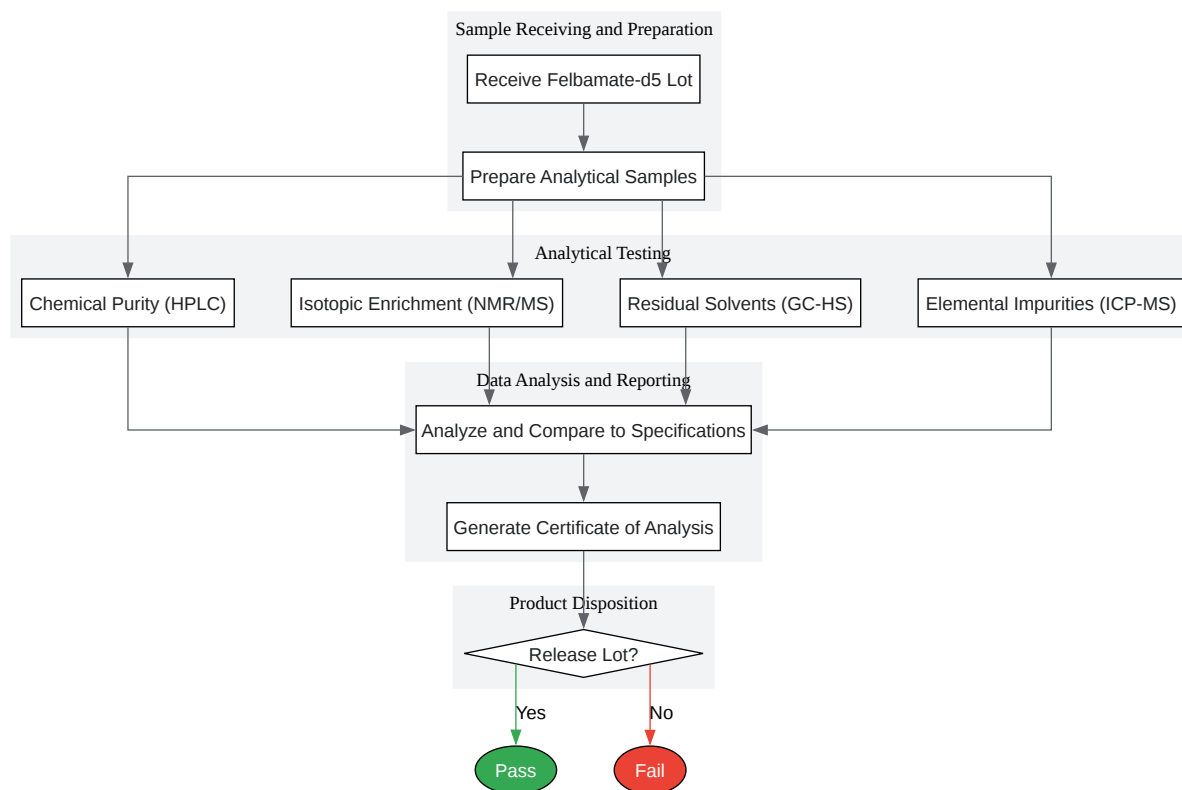 Sample Receiving and Preparation
Receive Felbamate-d5 Lot
Prepare Analytical Samples
Analytical Testing
Chemical Purity (HPLC)
Isotopic Enrichment (NMR/MS)
Residual Solvents (GC-HS)
Elemental Impurities (ICP-MS)
Data Analysis and Reporting
Analyze and Compare to Specifications
Generate Certificate of Analysis
Product Disposition
Release Lot?
Yes
No
Pass
Fail